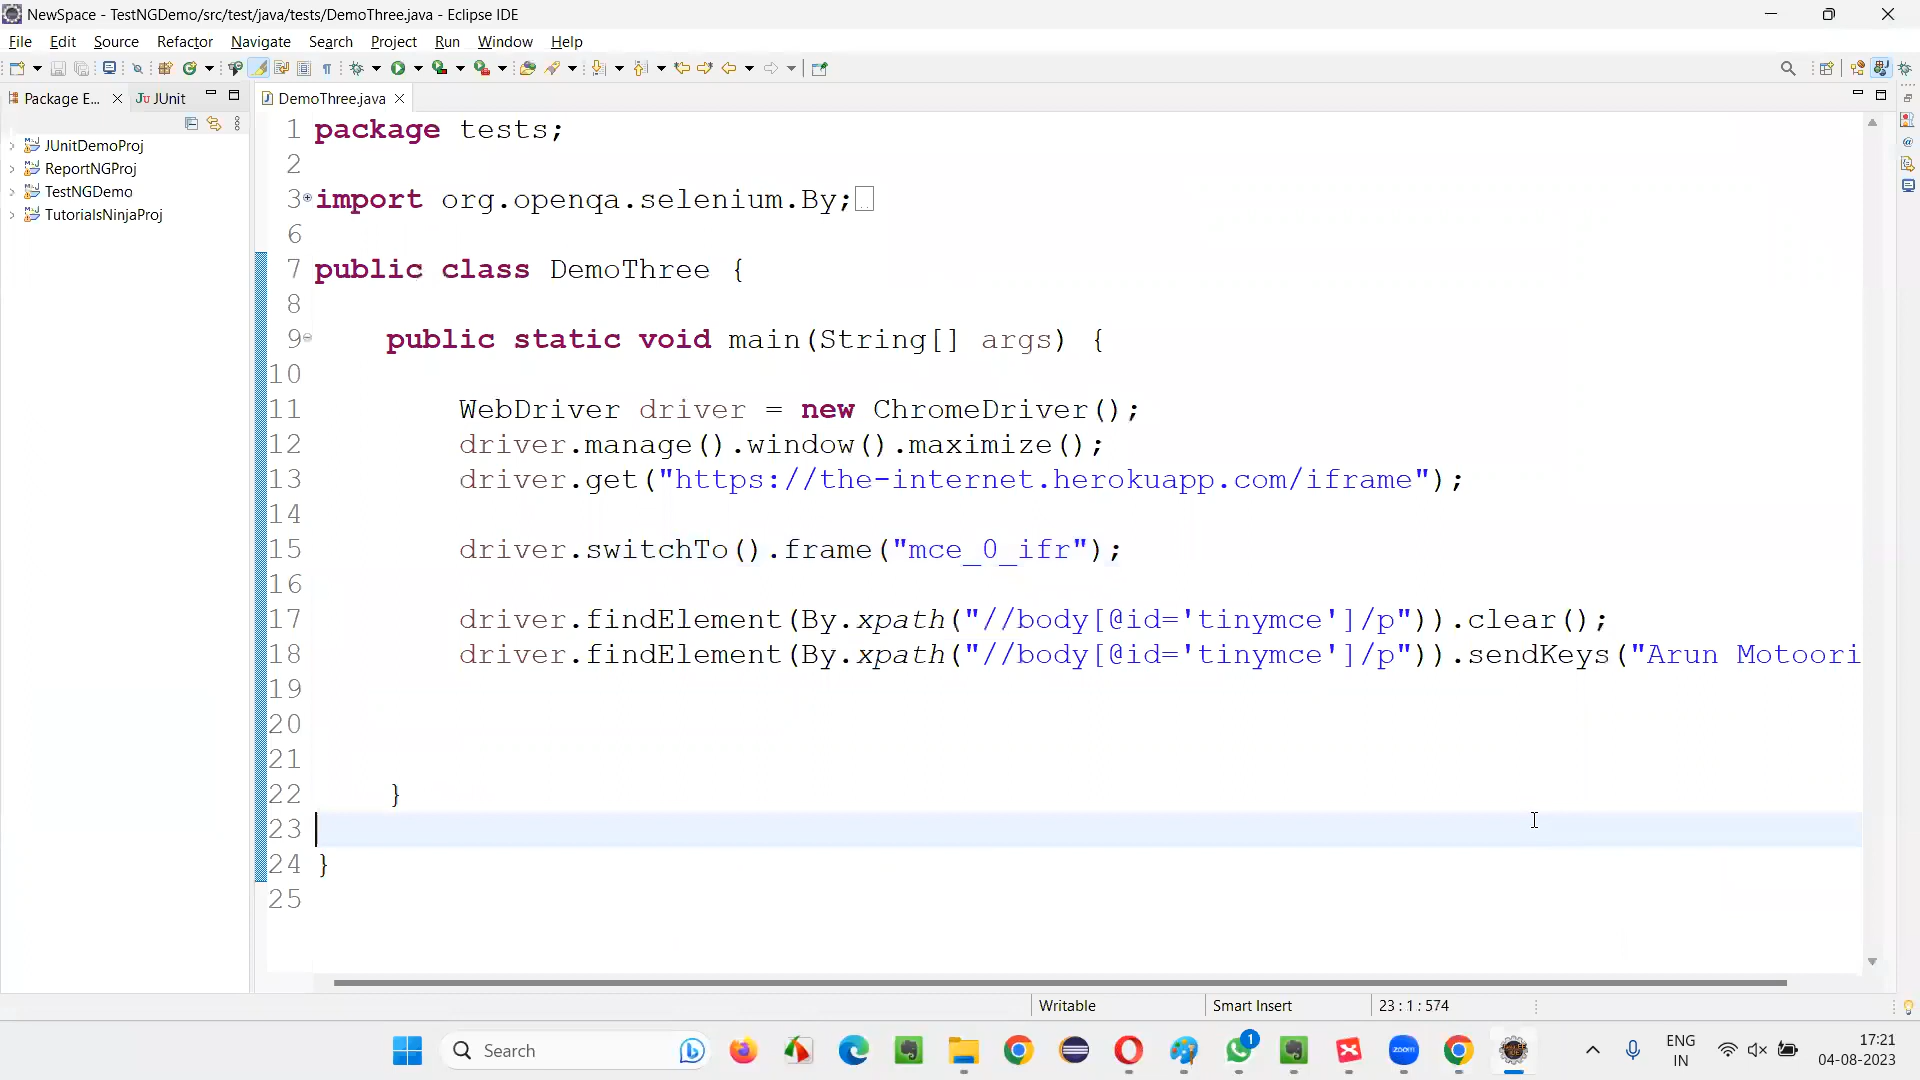 NewSpace - TestNGDemo/src/test/java/tests/DemoThree.java - Eclipse IDE
File Edit Source Refactor Navigate Search Project Run Window Help
Package E... JUnit DemoThree.java
JUnitDemoProj
ReportNGProj
TestNGDemo
TutorialsNinjaProj
1 package tests;
2
3 import org.openqa.selenium.By;
6
7 public class DemoThree {
8
9 public static void main(String[] args) {
10
11 WebDriver driver = new ChromeDriver();
12 driver.manage().window().maximize();
13 driver.get("https://the-internet.herokuapp.com/iframe");
14
15 driver.switchTo().frame("mce_0_ifr");
16
17 driver.findElement(By.xpath("//body[@id='tinymce']/p")).clear();
18 driver.findElement(By.xpath("//body[@id='tinymce']/p")).sendKeys("Arun Motoori
19
20
21
22 }
23
24 }
25
Writable Smart Insert 23 : 1 : 574
Search zoom 1 ENG IN 17:21 04-08-2023